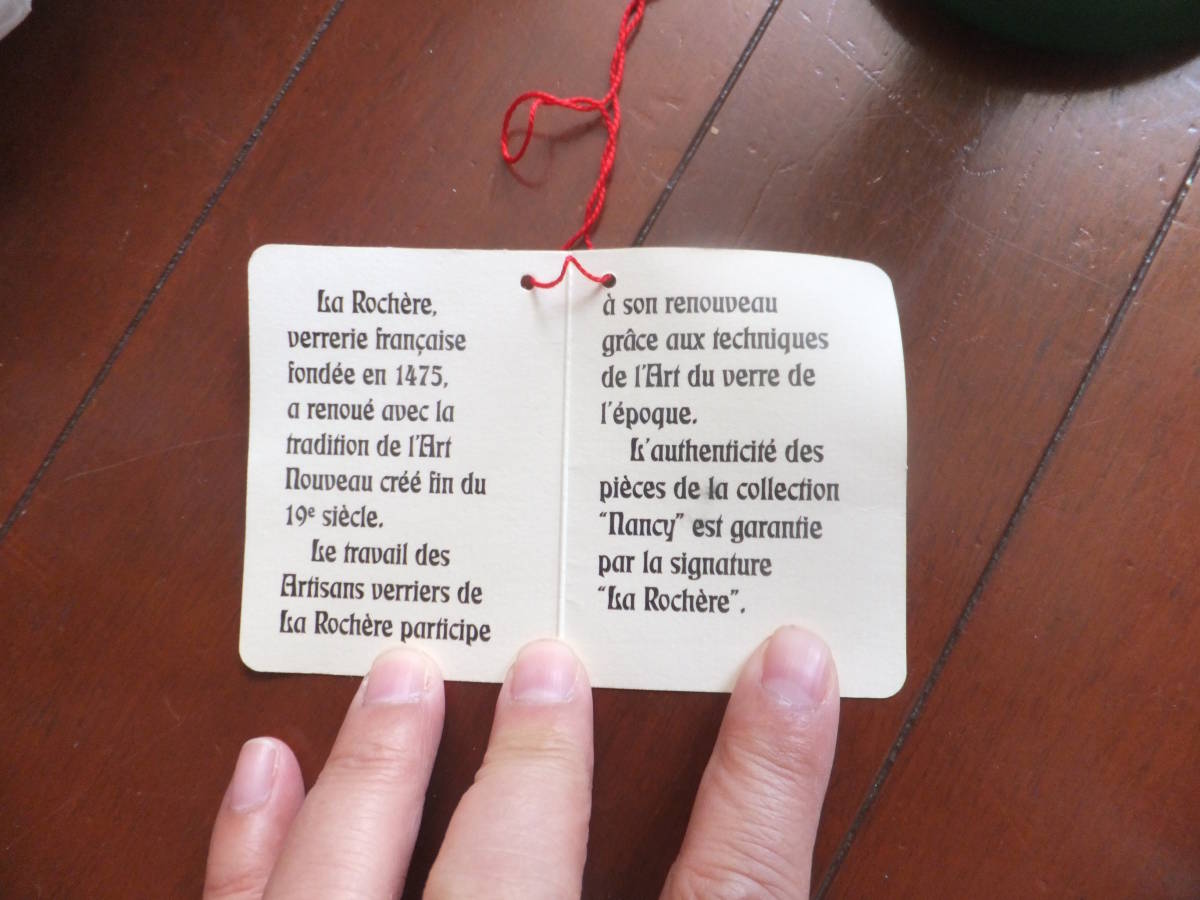 La Rochère,
verrerie française
fondée en 1475,
a renoué avec la
tradition de l'Art
Nouveau créé fin du
19e siècle.
Le travail des
Artisans verriers de
La Rochère participe
à son renouveau
grâce aux techniques
de l'Art du verre de
l'époque.
L'authenticité des
pièces de la collection
"Nancy" est garantie
par la signature
"La Rochère".